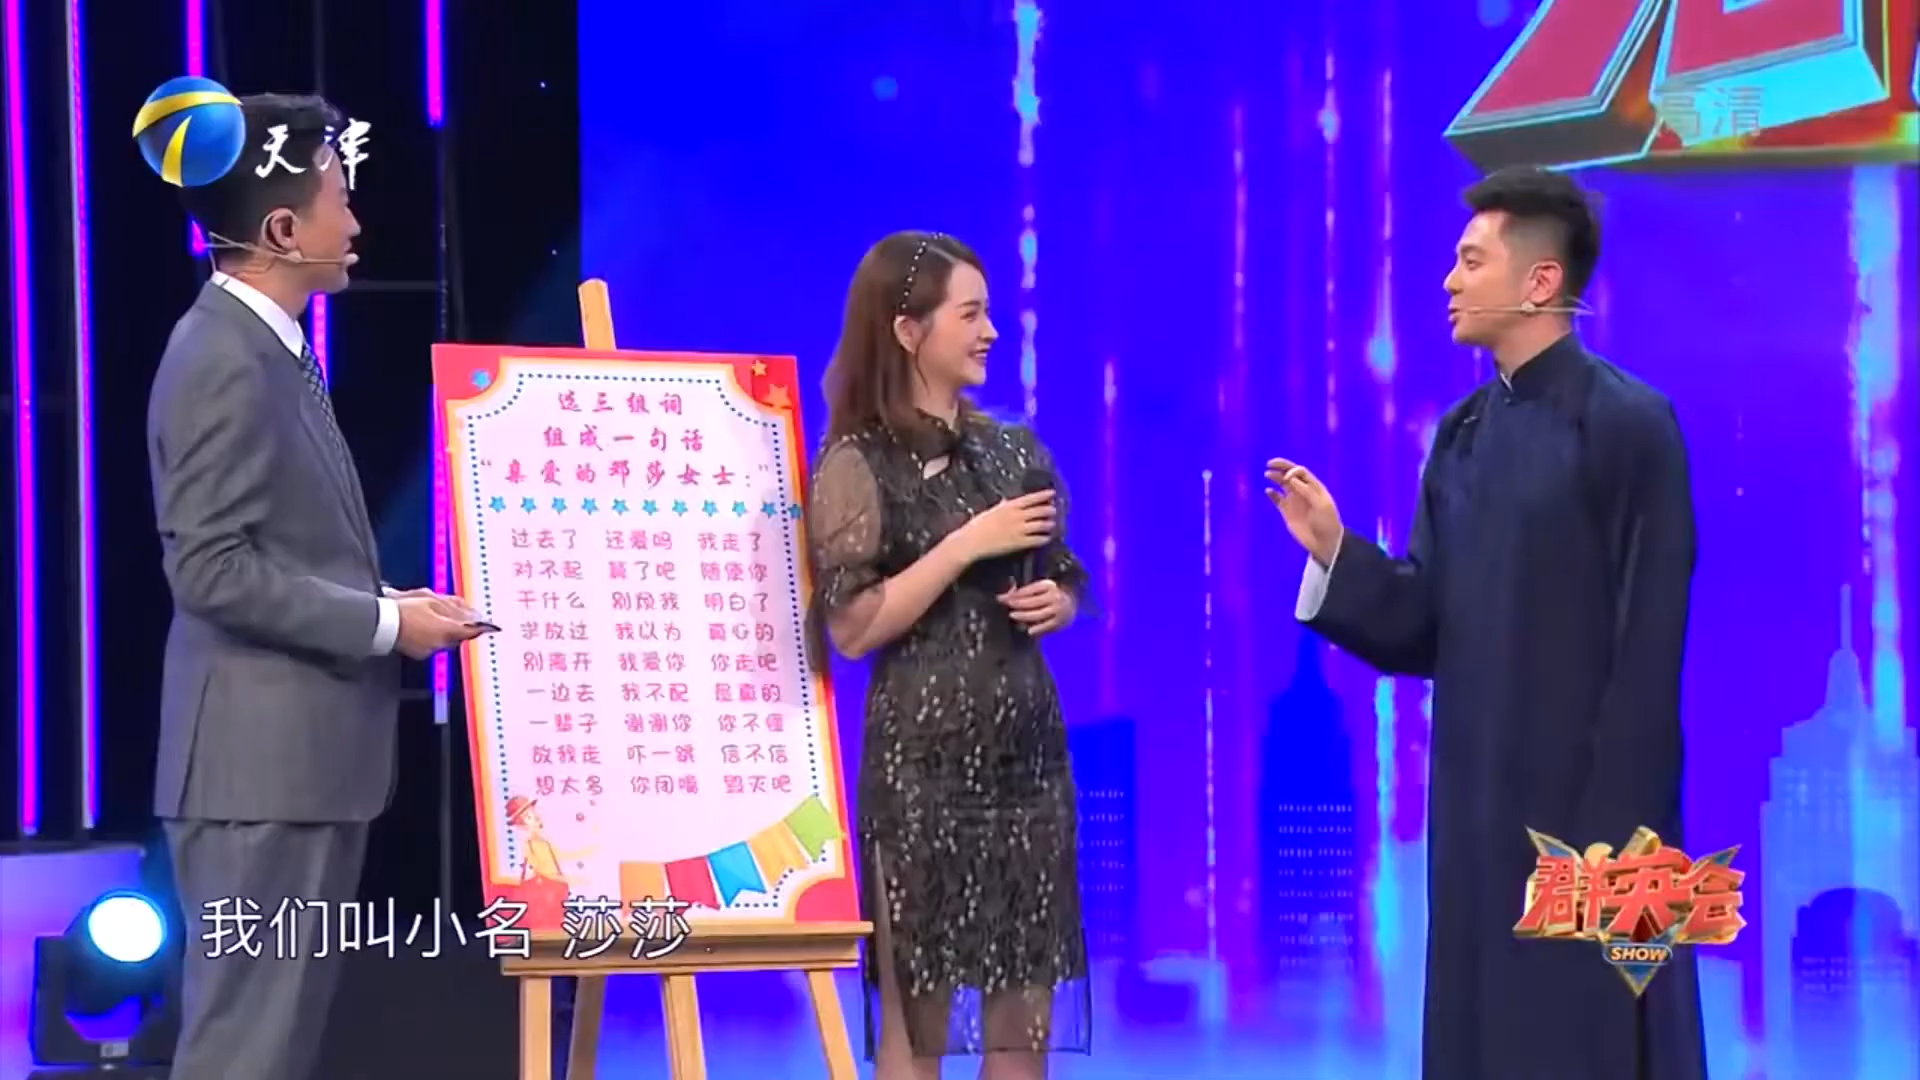 天津
高清
选三组词
组成一句话
“亲爱的邓莎女士：”
过去了 还爱吗 我走了
对不起 算了吧 随便你
干什么 别烦我 明白了
求放过 我以为 真心的
别离开 我爱你 你走吧
一边去 我不配 是真的
一辈子 谢谢你 你不懂
放我走 吓一跳 信不信
想太多 你闭嘴 毁灭吧
我们叫小名 莎莎
群英会
SHOW